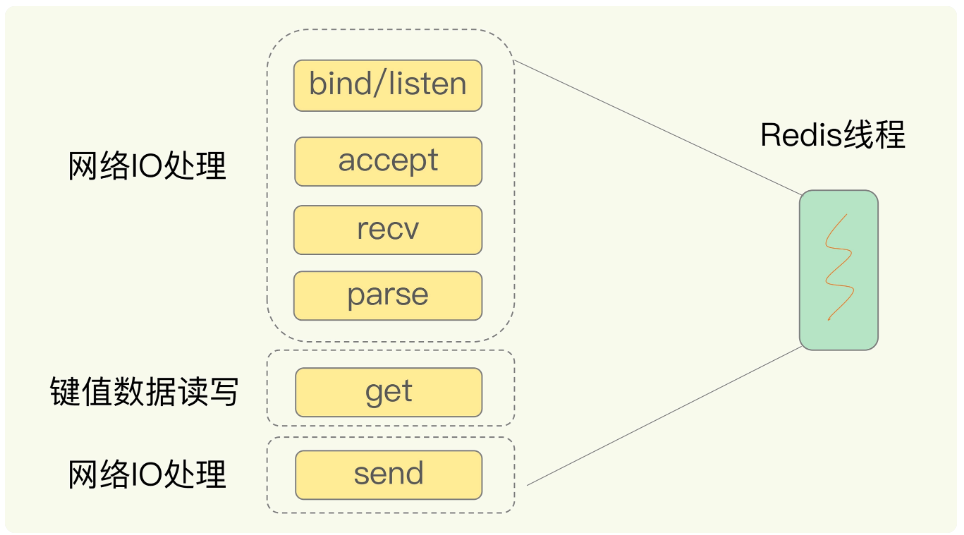 bind/listen
Redis线程
网络IO处理
accept
recv
parse
键值数据读写
get
网络IO处理
send